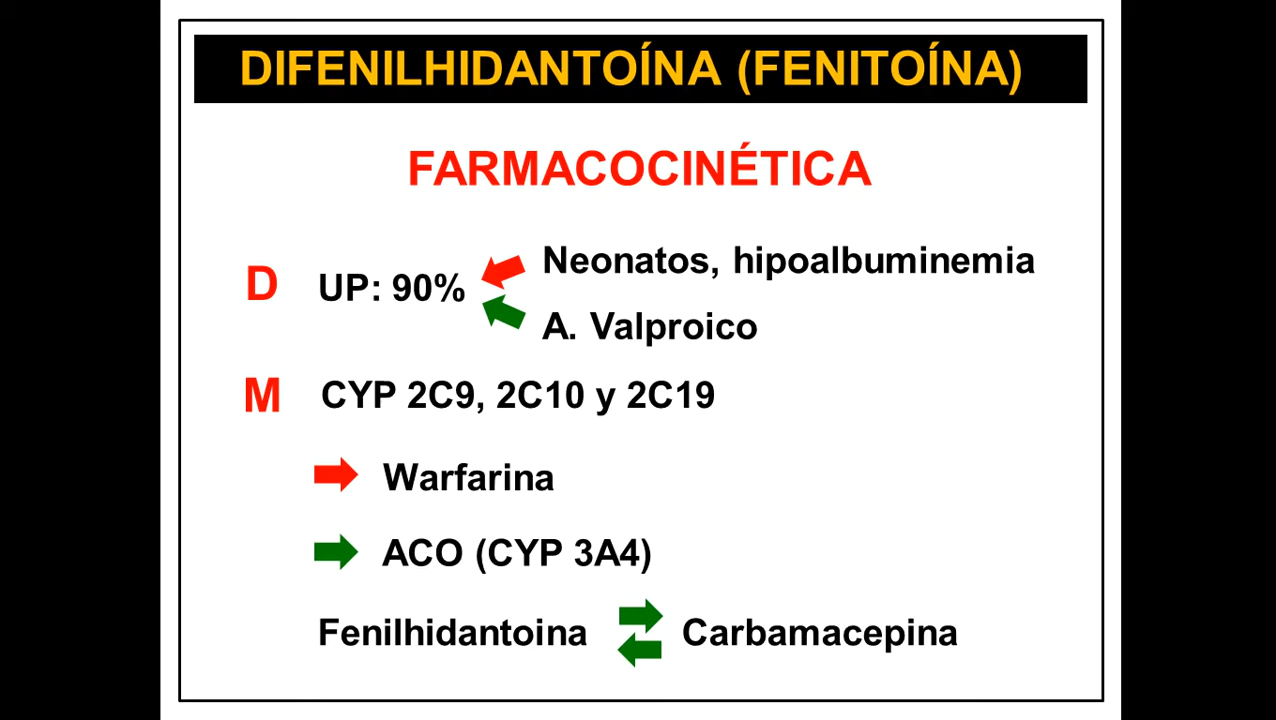 DIFENILHIDANTOÍNA (FENITOÍNA)
FARMACOCINÉTICA
D UP: 90% Neonatos, hipoalbuminemia
A. Valproico
M CYP 2C9, 2C10 y 2C19
Warfarina
ACO (CYP 3A4)
Fenilhidantoina Carbamacepina